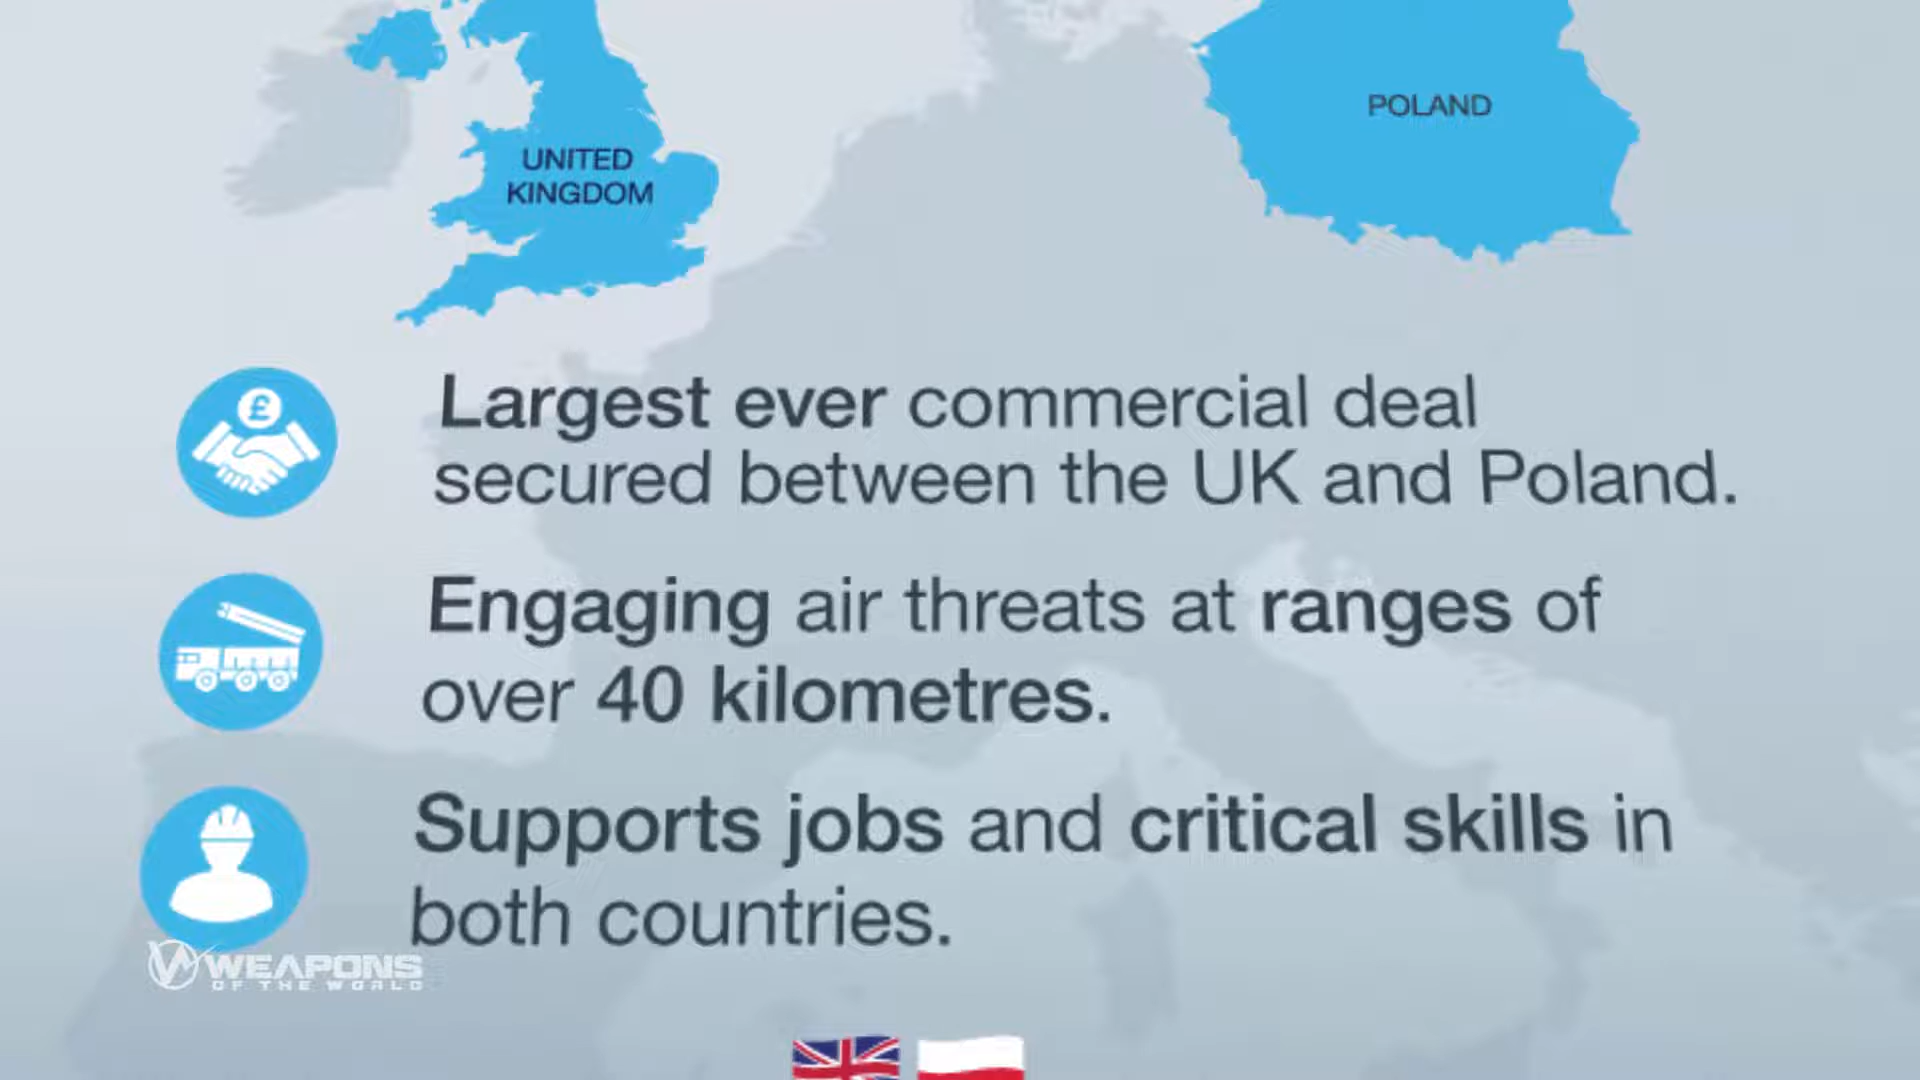 UNITED
KINGDOM
POLAND
£
Largest ever commercial deal
secured between the UK and Poland.
Engaging air threats at ranges of
over 40 kilometres.
Supports jobs and critical skills in
both countries.
WEAPONS
OF THE WORLD